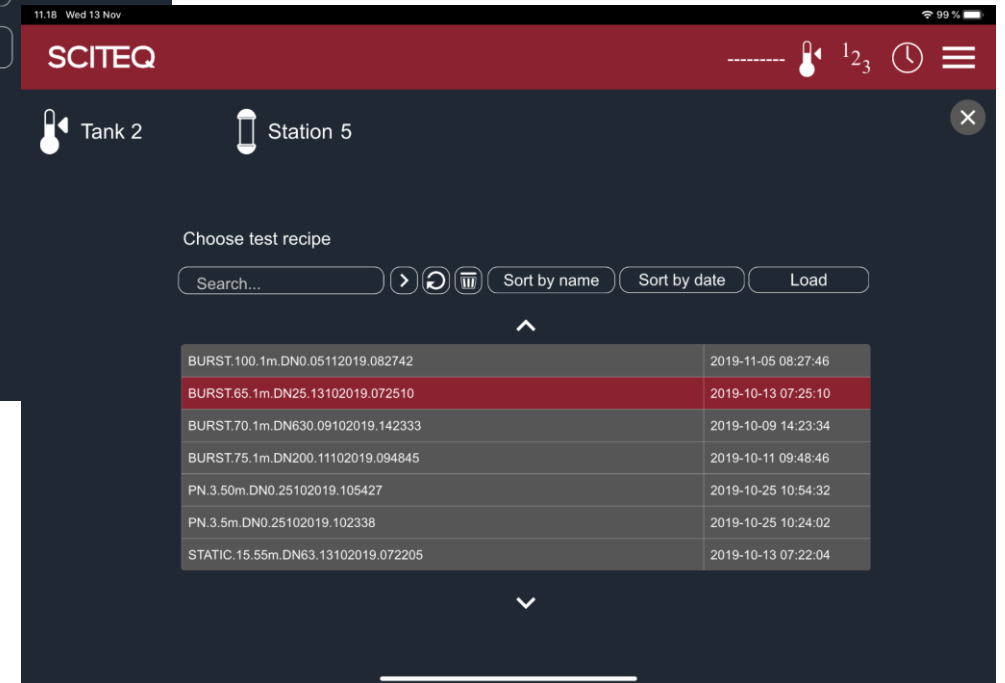 11.18 Wed 13 Nov 99 %
SCITEQ --------- 123
Tank 2 Station 5
Choose test recipe
Search... Sort by name Sort by date Load
BURST.100.1m.DN0.05112019.082742 2019-11-05 08:27:46
BURST.65.1m.DN25.13102019.072510 2019-10-13 07:25:10
BURST.70.1m.DN630.09102019.142333 2019-10-09 14:23:34
BURST.75.1m.DN200.11102019.094845 2019-10-11 09:48:46
PN.3.50m.DN0.25102019.105427 2019-10-25 10:54:32
PN.3.5m.DN0.25102019.102338 2019-10-25 10:24:02
STATIC.15.55m.DN63.13102019.072205 2019-10-13 07:22:04